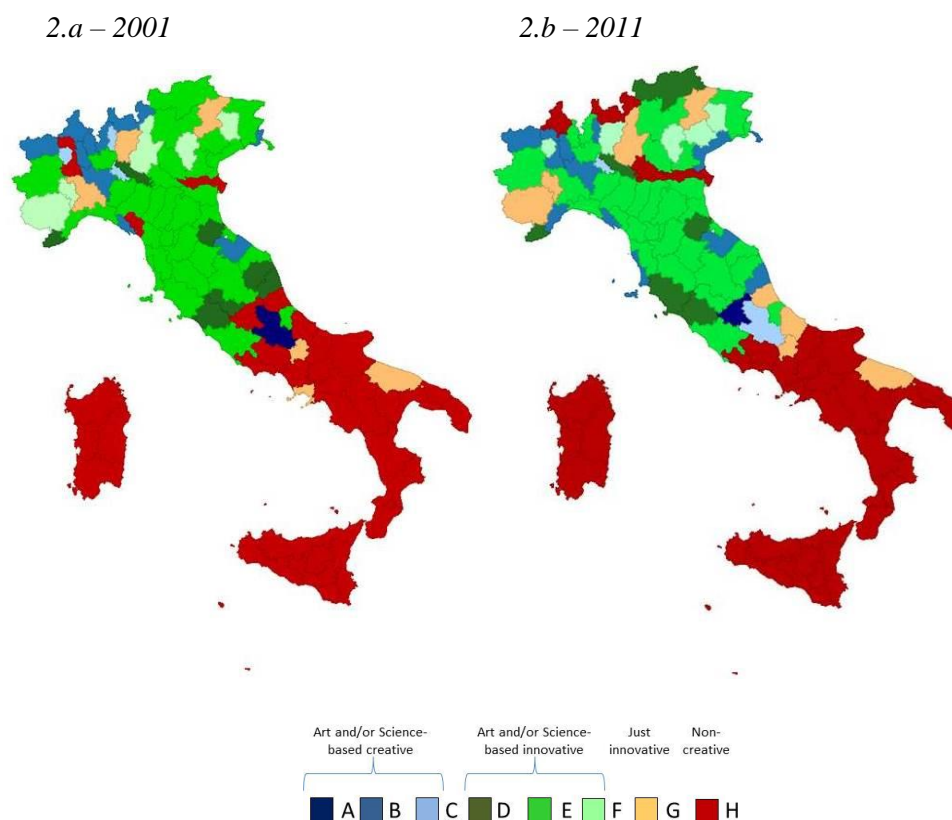 2.a – 2001
2.b – 2011
Art and/or Science-
based creative
Art and/or Science-
based innovative
Just
innovative
Non-
creative
A B C D E F G H